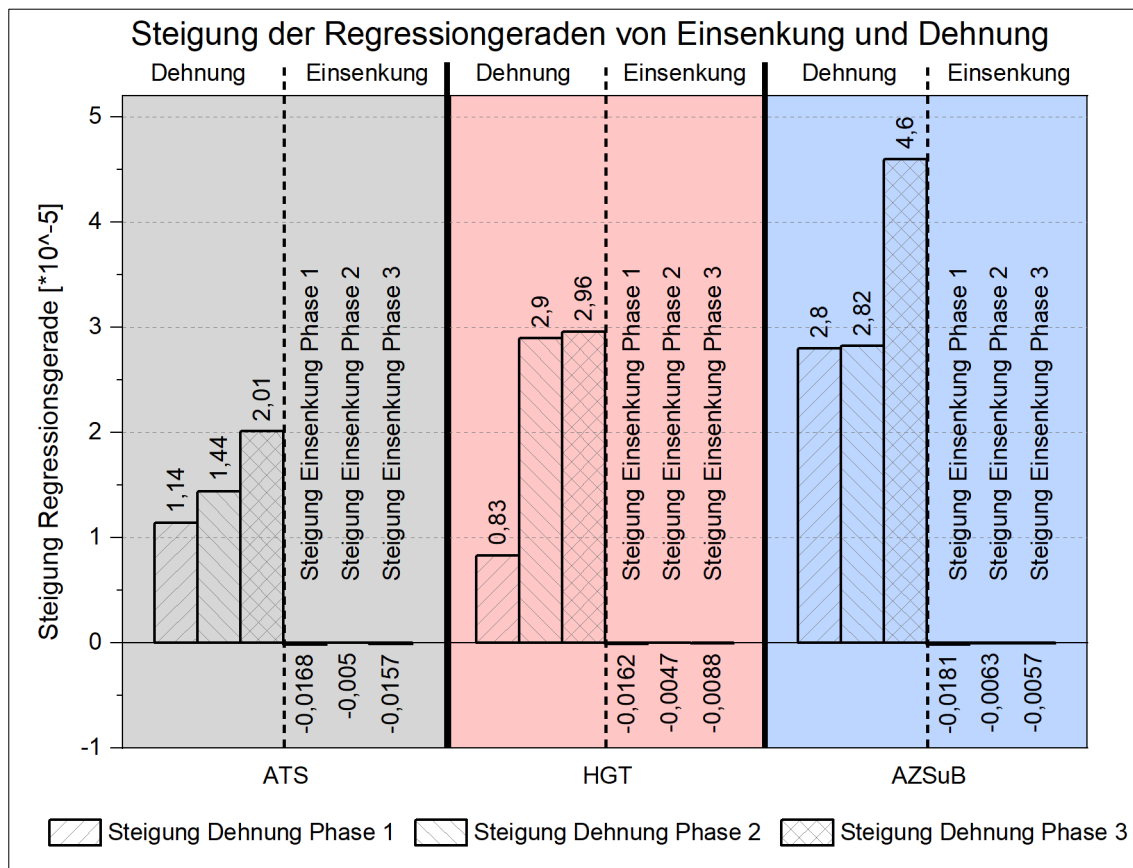 Steigung der Regressiongeraden von Einsenkung und Dehnung
Dehnung Einsenkung Dehnung Einsenkung Dehnung Einsenkung
Steigung Regressionsgerade [*10^-5]
5
4
3
2
1
0
-1
1,14
1,44
2,01
Steigung Einsenkung Phase 1
Steigung Einsenkung Phase 2
Steigung Einsenkung Phase 3
-0,0168
-0,005
-0,0157
0,83
2,9
2,96
Steigung Einsenkung Phase 1
Steigung Einsenkung Phase 2
Steigung Einsenkung Phase 3
-0,0162
-0,0047
-0,0088
2,8
2,82
4,6
Steigung Einsenkung Phase 1
Steigung Einsenkung Phase 2
Steigung Einsenkung Phase 3
-0,0181
-0,0063
-0,0057
ATS HGT AZSuB
Steigung Dehnung Phase 1 Steigung Dehnung Phase 2 Steigung Dehnung Phase 3